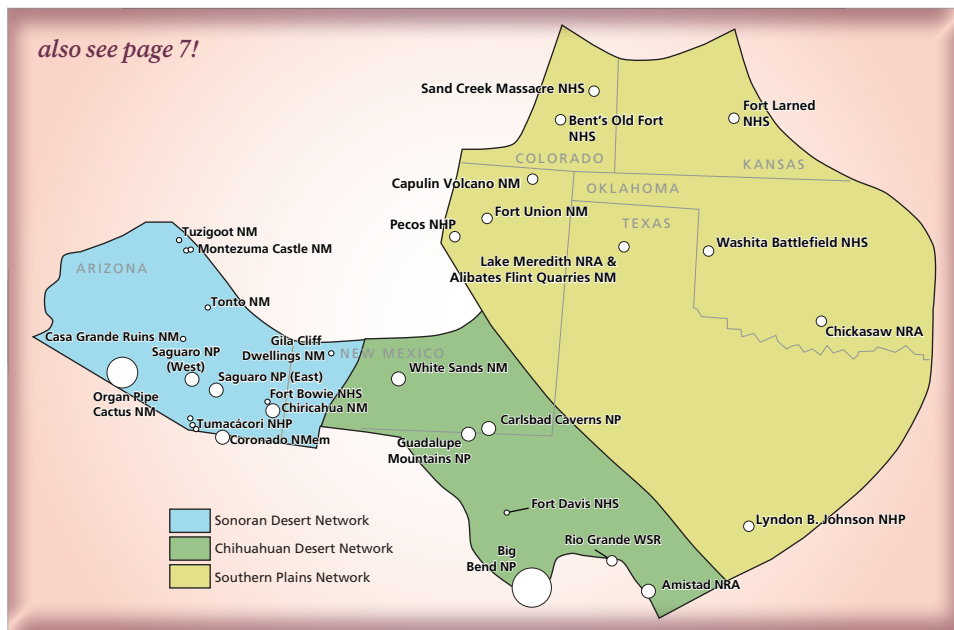 also see page 7!
Sand Creek Massacre NHS
Bent's Old Fort
NHS
Fort Larned
NHS
COLORADO
KANSAS
Capulin Volcano NM
OKLAHOMA
Fort Union NM
Pecos NHP
TEXAS
Washita Battlefield NHS
Lake Meredith NRA &
Alibates Flint Quarries NM
Chickasaw NRA
Tuzigoot NM
Montezuma Castle NM
ARIZONA
Tonto NM
Casa Grande Ruins NM
Saguaro NP
(West)
Gila Cliff
Dwellings NM
NEW MEXICO
White Sands NM
Saguaro NP (East)
Organ Pipe
Cactus NM
Fort Bowie NHS
Chiricahua NM
Tumacácori NHP
Coronado NMem
Carlsbad Caverns NP
Guadalupe
Mountains NP
Fort Davis NHS
Rio Grande WSR
Big
Bend NP
Amistad NRA
Lyndon B. Johnson NHP
Sonoran Desert Network
Chihuahuan Desert Network
Southern Plains Network